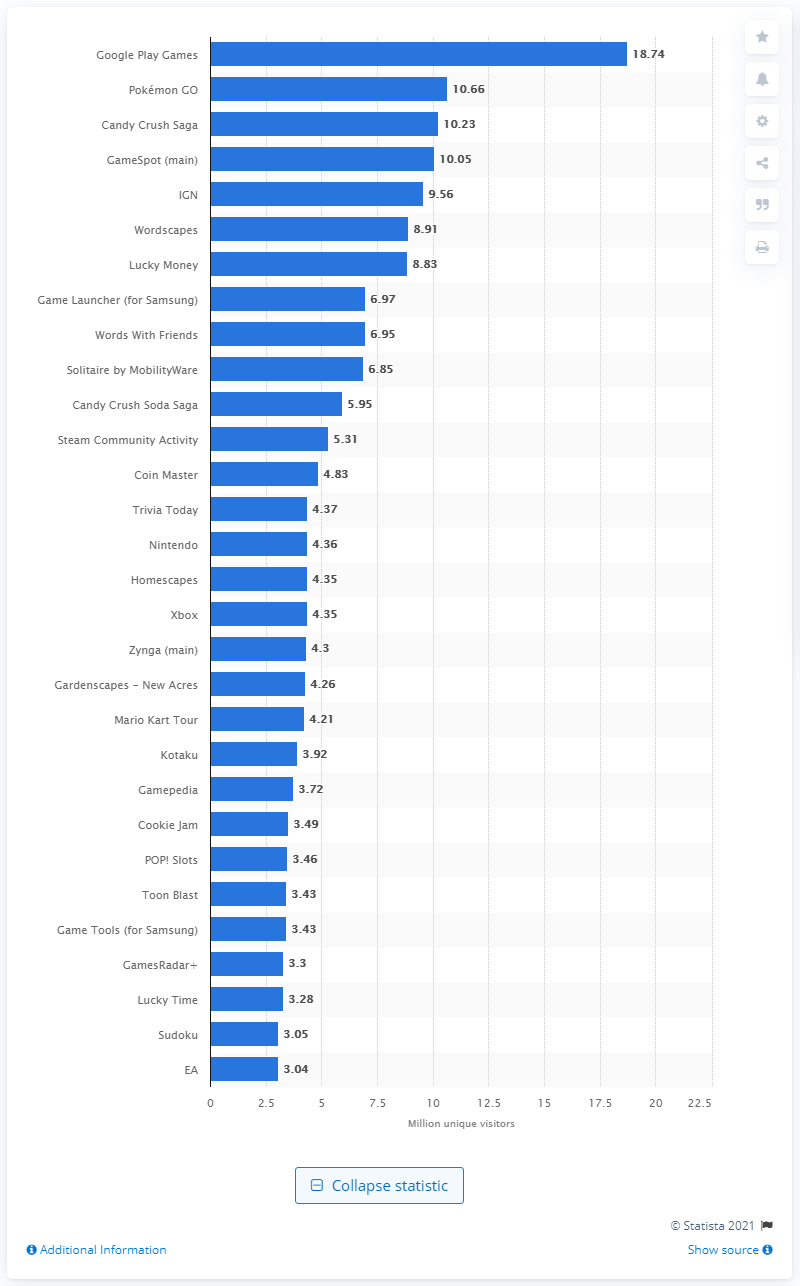 Google Play Games 18.74
Pokémon GO 10.66
Candy Crush Saga 10.23
GameSpot (main) 10.05
IGN 9.56
Wordscapes 8.91
Lucky Money 8.83
Game Launcher (for Samsung) 6.97
Words With Friends 6.95
Solitaire by MobilityWare 6.85
Candy Crush Soda Saga 5.95
Steam Community Activity 5.31
Coin Master 4.83
Trivia Today 4.37
Nintendo 4.36
Homescapes 4.35
Xbox 4.35
Zynga (main) 4.3
Gardenscapes - New Acres 4.26
Mario Kart Tour 4.21
Kotaku 3.92
Gamepedia 3.72
Cookie Jam 3.49
POP! Slots 3.46
Toon Blast 3.43
Game Tools (for Samsung) 3.43
GamesRadar+ 3.3
Lucky Time 3.28
Sudoku 3.05
EA 3.04
0 2.5 5 7.5 10 12.5 15 17.5 20 22.5
Million unique visitors
Collapse statistic
© Statista 2021
Additional Information Show source